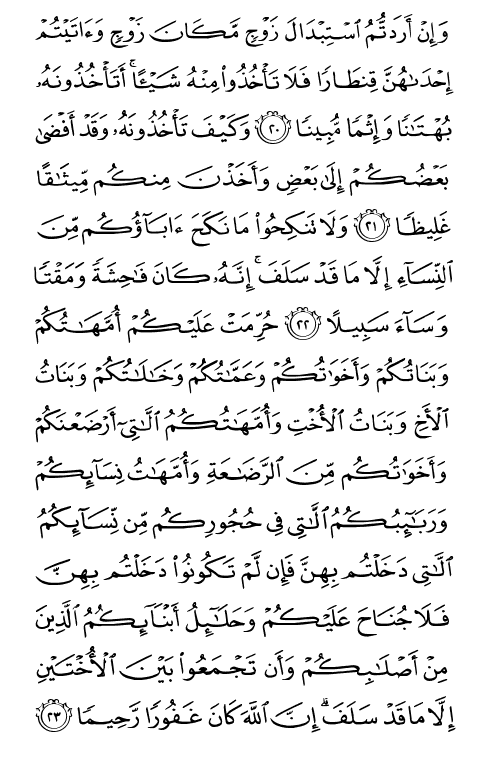 وَإِنْ أَرَدتُّمُ ٱسْتِبْدَالَ زَوْجٍ مَّكَانَ زَوْجٍ وَءَاتَيْتُمْ
إِحْدَىٰهُنَّ قِنطَارًا فَلَا تَأْخُذُوا۟ مِنْهُ شَيْـًٔا ۚ أَتَأْخُذُونَهُۥ
بُهْتَـٰنًا وَإِثْمًا مُّبِينًا ٢٠ وَكَيْفَ تَأْخُذُونَهُۥ وَقَدْ أَفْضَىٰ
بَعْضُكُمْ إِلَىٰ بَعْضٍ وَأَخَذْنَ مِنكُم مِّيثَـٰقًا
غَلِيظًا ٢١ وَلَا تَنكِحُوا۟ مَا نَكَحَ ءَابَآؤُكُم مِّنَ
ٱلنِّسَآءِ إِلَّا مَا قَدْ سَلَفَ ۚ إِنَّهُۥ كَانَ فَـٰحِشَةً وَمَقْتًا
وَسَآءَ سَبِيلًا ٢٢ حُرِّمَتْ عَلَيْكُمْ أُمَّهَـٰتُكُمْ
وَبَنَاتُكُمْ وَأَخَوَٰتُكُمْ وَعَمَّـٰتُكُمْ وَخَـٰلَـٰتُكُمْ وَبَنَاتُ
ٱلْأَخِ وَبَنَاتُ ٱلْأُخْتِ وَأُمَّهَـٰتُكُمُ ٱلَّـٰتِىٓ أَرْضَعْنَكُمْ
وَأَخَوَٰتُكُم مِّنَ ٱلرَّضَـٰعَةِ وَأُمَّهَـٰتُ نِسَآئِكُمْ
وَرَبَـٰٓئِبُكُمُ ٱلَّـٰتِى فِى حُجُورِكُم مِّن نِّسَآئِكُمُ
ٱلَّـٰتِى دَخَلْتُم بِهِنَّ فَإِن لَّمْ تَكُونُوا۟ دَخَلْتُم بِهِنَّ
فَلَا جُنَاحَ عَلَيْكُمْ وَحَلَـٰٓئِلُ أَبْنَآئِكُمُ ٱلَّذِينَ
مِنْ أَصْلَـٰبِكُمْ وَأَن تَجْمَعُوا۟ بَيْنَ ٱلْأُخْتَيْنِ
إِلَّا مَا قَدْ سَلَفَ ۗ إِنَّ ٱللَّهَ كَانَ غَفُورًا رَّحِيمًا ٢٣